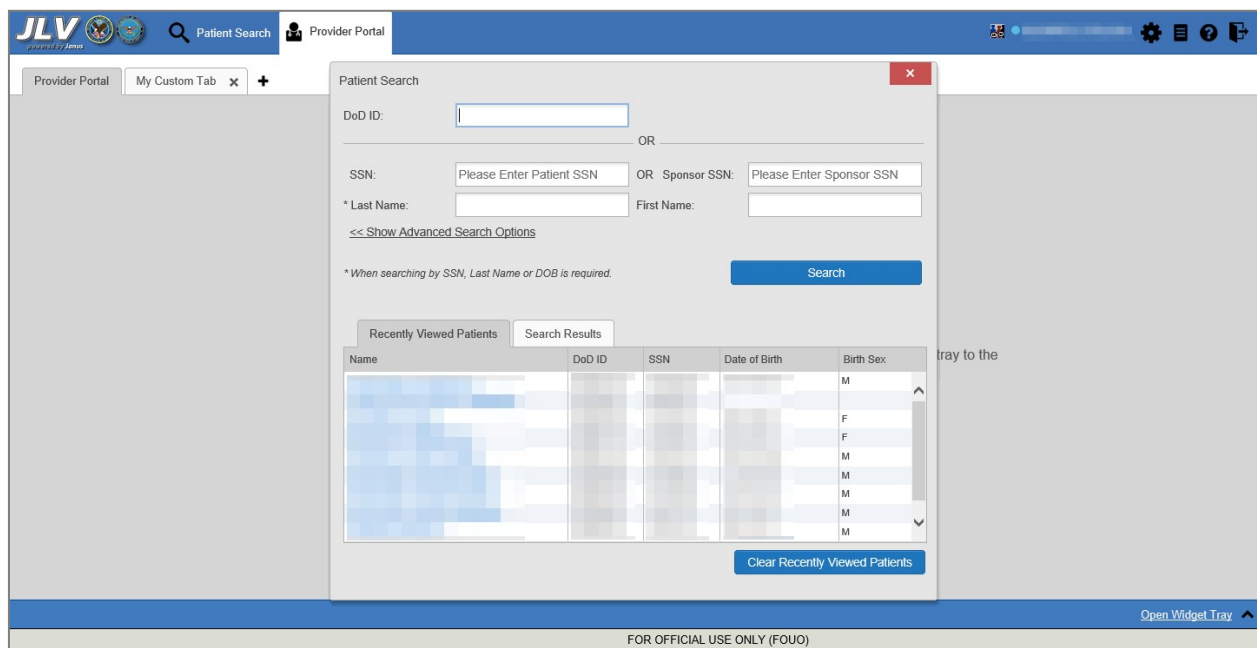 JLV Patient Search Provider Portal
powered by Janus
Provider Portal My Custom Tab x +
Patient Search x
DoD ID:
OR
SSN: Please Enter Patient SSN OR Sponsor SSN: Please Enter Sponsor SSN
* Last Name: First Name:
<< Show Advanced Search Options
* When searching by SSN, Last Name or DOB is required. Search
Recently Viewed Patients Search Results
Name DoD ID SSN Date of Birth Birth Sex
tray to the
M
F
F
M
M
M
M
M
Clear Recently Viewed Patients
Open Widget Tray
FOR OFFICIAL USE ONLY (FOUO)